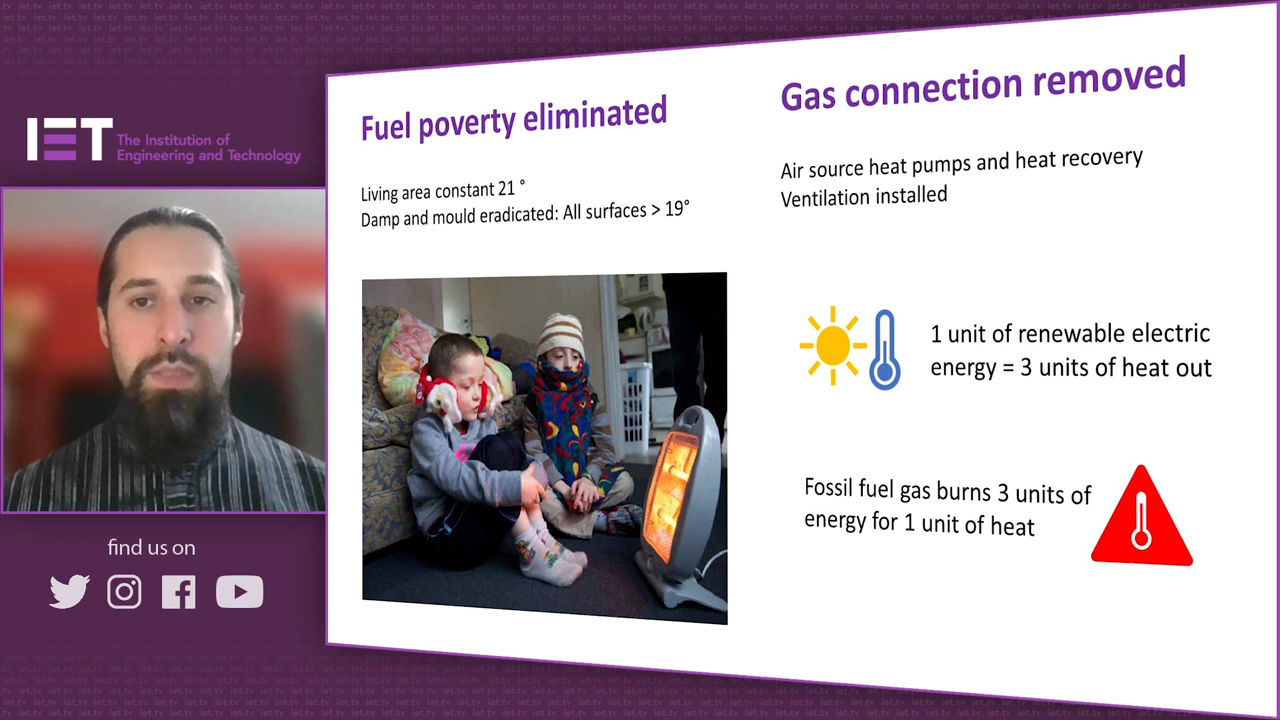 iet.tv
IET The Institution of
Engineering and Technology
find us on
Fuel poverty eliminated
Living area constant 21 °
Damp and mould eradicated: All surfaces > 19°
Gas connection removed
Air source heat pumps and heat recovery
Ventilation installed
1 unit of renewable electric
energy = 3 units of heat out
Fossil fuel gas burns 3 units of
energy for 1 unit of heat